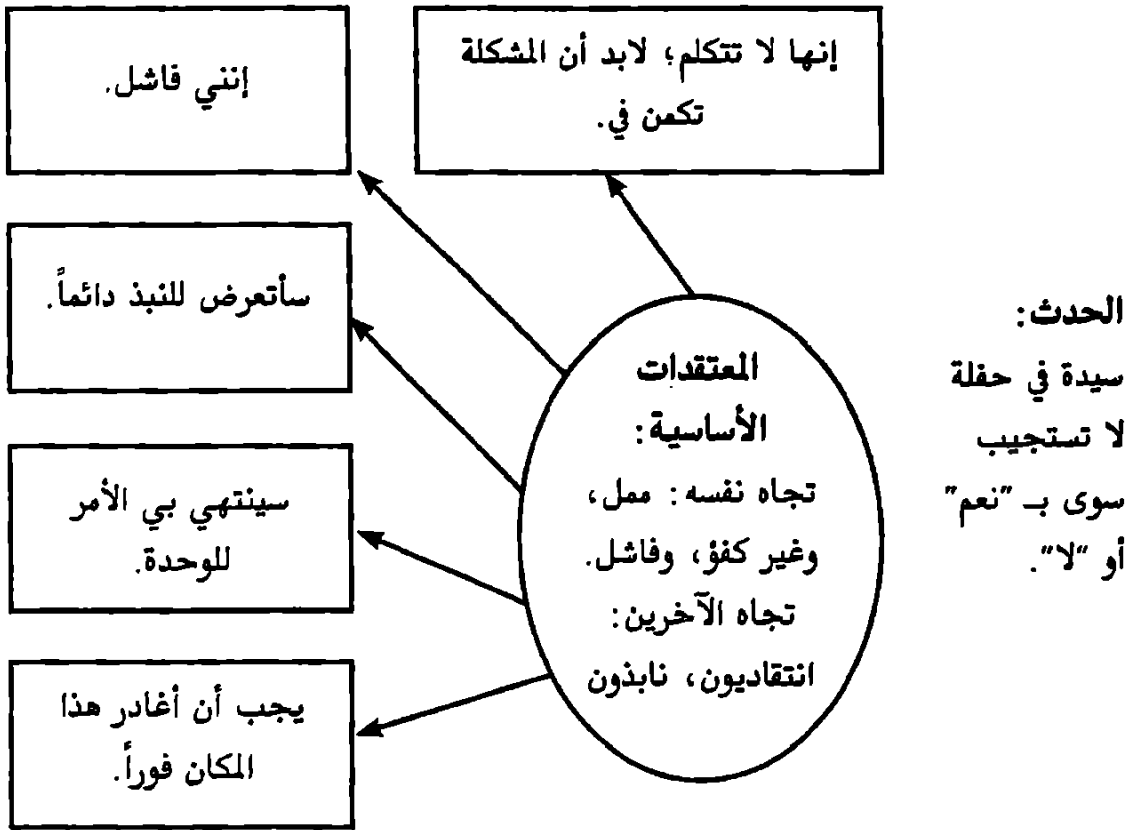 إنها لا تتكلم؛ لابد أن المشكلة
تكمن في.
إنني فاشل.
سأتعرض للنبذ دائماً.
سينتهي بي الأمر
للوحدة.
يجب أن أغادر هذا
المكان فوراً.
الحدث:
سيدة في حفلة
لا تستجيب
سوى بـ "نعم"
أو "لا".
المعتقدات
الأساسية:
تجاه نفسه: ممل،
وغير كفؤ، وفاشل.
تجاه الآخرين:
انتقاديون، نابذون